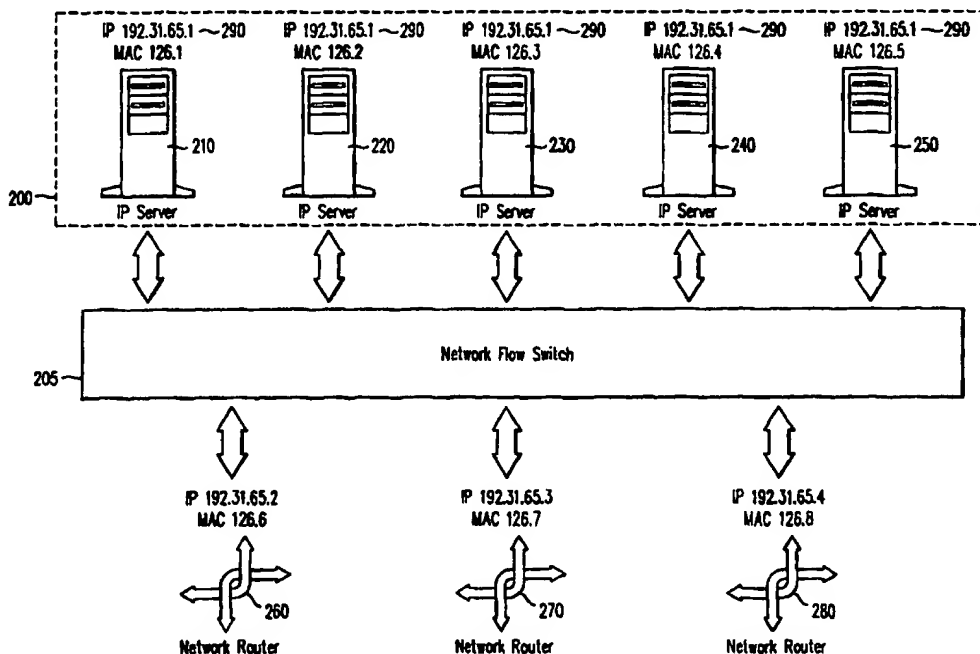 IP 192.31.65.1 ~290 IP 192.31.65.1 ~290 IP 192.31.65.1 ~290 IP 192.31.65.1 ~290 IP 192.31.65.1 ~290
MAC 126.1 MAC 126.2 MAC 126.3 MAC 126.4 MAC 126.5
210 220 230 240 250
200
IP Server IP Server IP Server IP Server IP Server
Network Flow Switch
205
IP 192.31.65.2 IP 192.31.65.3 IP 192.31.65.4
MAC 126.6 MAC 126.7 MAC 126.8
260 270 280
Network Router Network Router Network Router